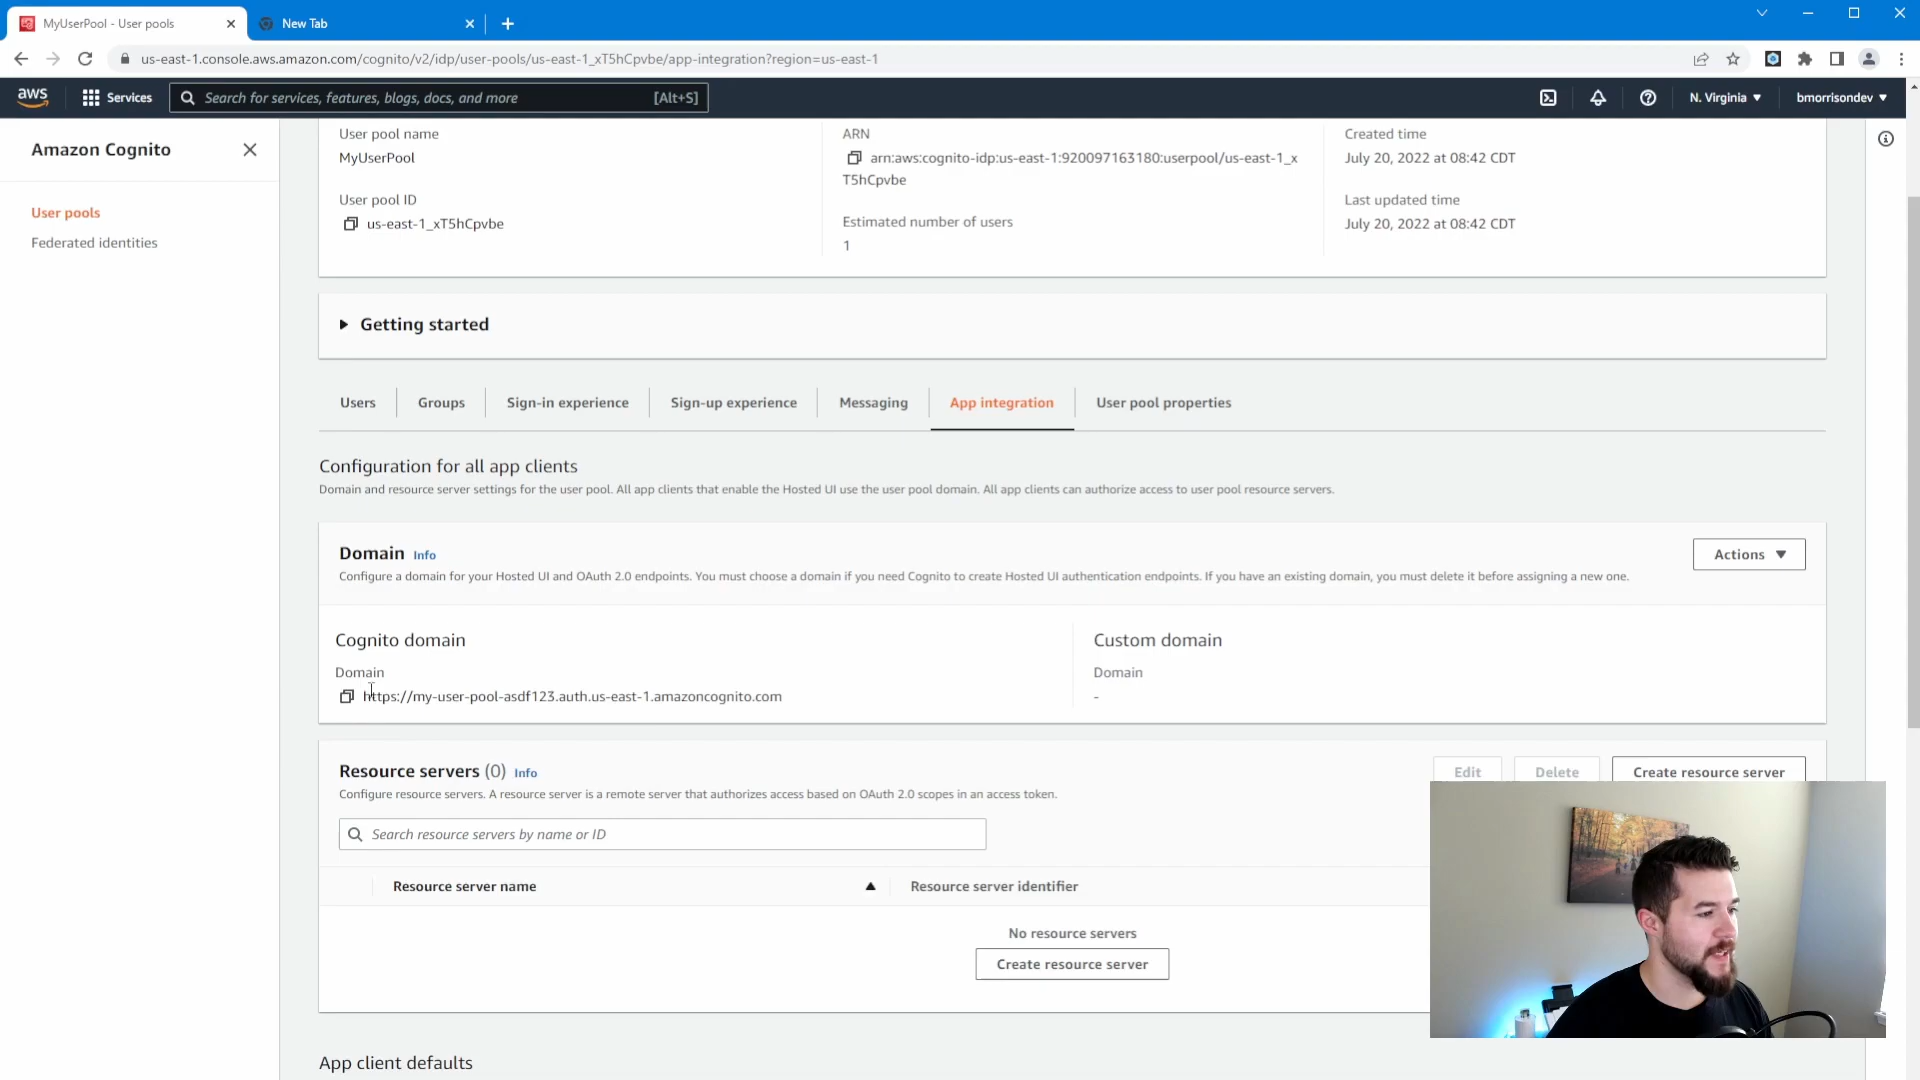 MyUserPool - User pools
New Tab
us-east-1.console.aws.amazon.com/cognito/v2/idp/user-pools/us-east-1_xT5hCpvbe/app-integration?region=us-east-1
aws
Services
Search for services, features, blogs, docs, and more
[Alt+S]
N. Virginia
bmorrisondev
Amazon Cognito
User pools
Federated identities
User pool name
MyUserPool
User pool ID
us-east-1_xT5hCpvbe
ARN
arn:aws:cognito-idp:us-east-1:920097163180:userpool/us-east-1_x
T5hCpvbe
Estimated number of users
1
Created time
July 20, 2022 at 08:42 CDT
Last updated time
July 20, 2022 at 08:42 CDT
Getting started
Users
Groups
Sign-in experience
Sign-up experience
Messaging
App integration
User pool properties
Configuration for all app clients
Domain and resource server settings for the user pool. All app clients that enable the Hosted UI use the user pool domain. All app clients can authorize access to user pool resource servers.
Domain Info
Actions
Configure a domain for your Hosted UI and OAuth 2.0 endpoints. You must choose a domain if you need Cognito to create Hosted UI authentication endpoints. If you have an existing domain, you must delete it before assigning a new one.
Cognito domain
Domain
https://my-user-pool-asdf123.auth.us-east-1.amazoncognito.com
Custom domain
Domain
-
Resource servers (0) Info
Edit
Delete
Create resource server
Configure resource servers. A resource server is a remote server that authorizes access based on OAuth 2.0 scopes in an access token.
Search resource servers by name or ID
Resource server name
Resource server identifier
No resource servers
Create resource server
App client defaults